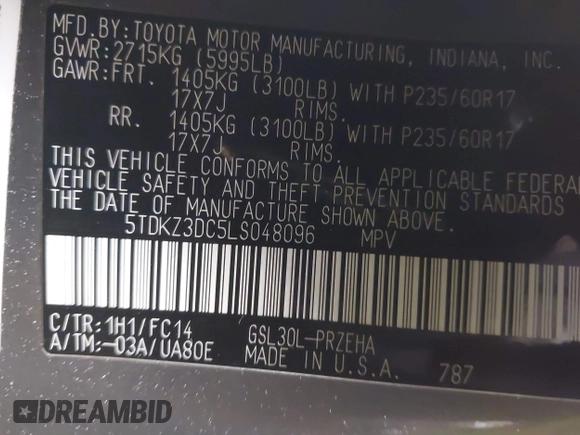 MFD.BY:TOYOTA MOTOR MANUFACTURING, INDIANA, INC.
GVWR:2715KG (5995LB)
GAWR:FRT. 1405KG (3100LB) WITH P235/60R17
17X7J RIMS.
RR. 1405KG (3100LB) WITH P235/60R17
17X7J RIMS.
THIS VEHICLE CONFORMS TO ALL APPLICABLE FEDERA
VEHICLE SAFETY AND THEFT PREVENTION STANDARDS
THE DATE OF MANUFACTURE SHOWN ABOVE.
5TDKZ3DC5LS048096 MPV
C/TR:1H1/FC14 GSL30L-PRZEHA
A/TM:-03A/UA80E MADE IN U.S.A. 787
DREAMBID